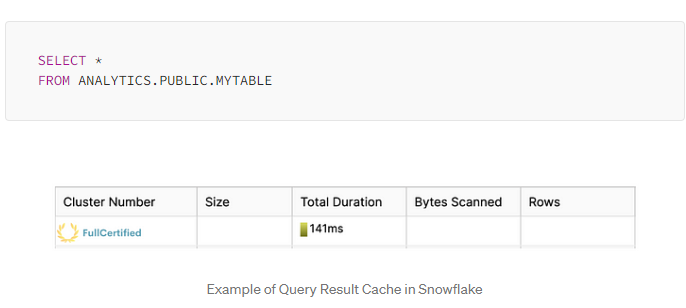 SELECT *
FROM ANALYTICS.PUBLIC.MYTABLE
Cluster Number Size Total Duration Bytes Scanned Rows
FullCertified 141ms
Example of Query Result Cache in Snowflake